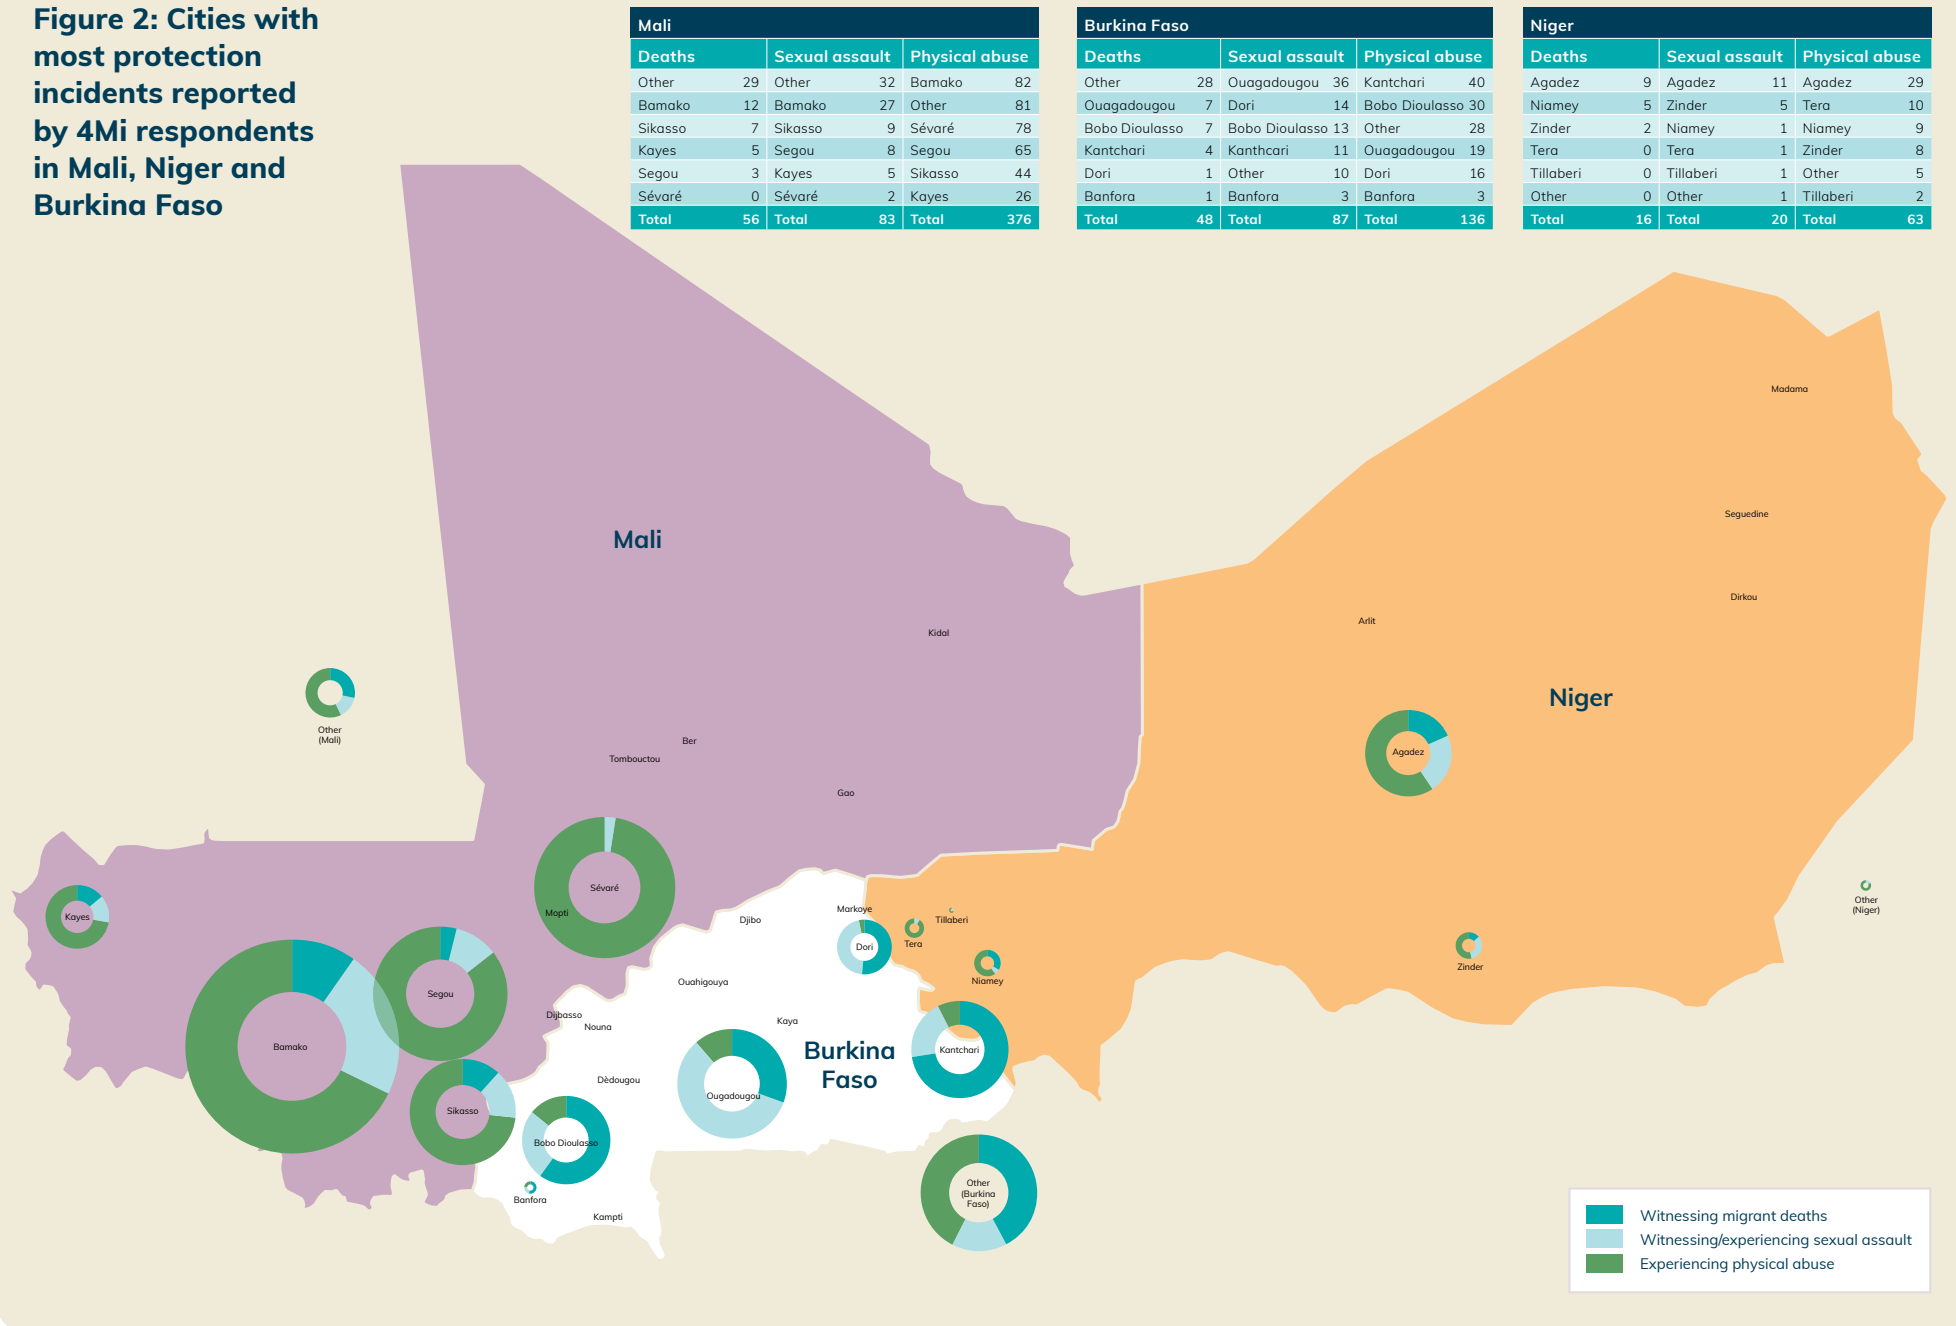 Figure 2: Cities with
most protection
incidents reported
by 4Mi respondents
in Mali, Niger and
Burkina Faso
Mali
Deaths Sexual assault Physical abuse
Other 29 Other 32 Bamako 82
Bamako 12 Bamako 27 Other 81
Sikasso 7 Sikasso 9 Sévaré 78
Kayes 5 Segou 8 Segou 65
Segou 3 Kayes 5 Sikasso 44
Sévaré 0 Sévaré 2 Kayes 26
Total 56 Total 83 Total 376
Burkina Faso
Deaths Sexual assault Physical abuse
Other 28 Ouagadougou 36 Kantchari 40
Ouagadougou 7 Dori 14 Bobo Dioulasso 30
Bobo Dioulasso 7 Bobo Dioulasso 13 Other 28
Kantchari 4 Kanthcari 11 Ouagadougou 19
Dori 1 Other 10 Dori 16
Banfora 1 Banfora 3 Banfora 3
Total 48 Total 87 Total 136
Niger
Deaths Sexual assault Physical abuse
Agadez 9 Agadez 11 Agadez 29
Niamey 5 Zinder 5 Tera 10
Zinder 2 Niamey 1 Niamey 9
Tera 0 Tera 1 Zinder 8
Tillaberi 0 Tillaberi 1 Other 5
Other 0 Other 1 Tillaberi 2
Total 16 Total 20 Total 63
Madama
Seguedine
Mali
Dirkou
Arlit
Kidal
Niger
Other
(Mali)
Ber
Tombouctou
Agadez
Gao
Sévaré
Other
(Niger)
Mopti
Markoye
Kayes
Djibo
Tillaberi
Tera
Dori
Zinder
Niamey
Ouahigouya
Segou
Dijbasso
Nouna
Kaya
Bamako
Burkina
Faso
Kantchari
Dèdougou
Ougadougou
Sikasso
Bobo Dioulasso
Other
(Burkina
Faso)
Banfora
Kampti
Witnessing migrant deaths
Witnessing/experiencing sexual assault
Experiencing physical abuse